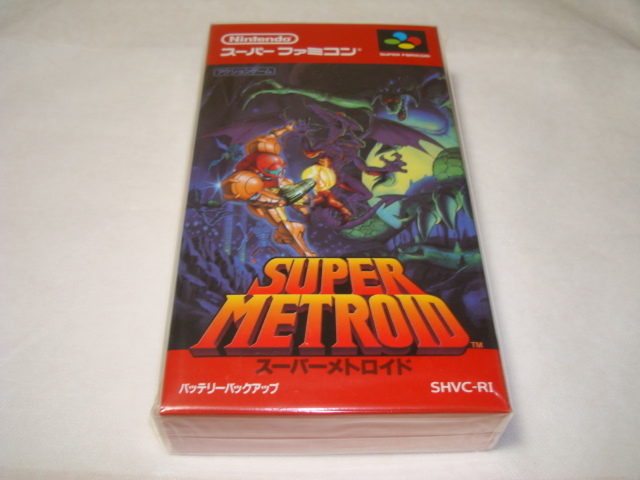 Nintendo
スーパーファミコン
SUPER FAMICOM
アクションゲーム
SUPER
METROID
TM
スーパーメトロイド
バッテリーバックアップ
SHVC-RI